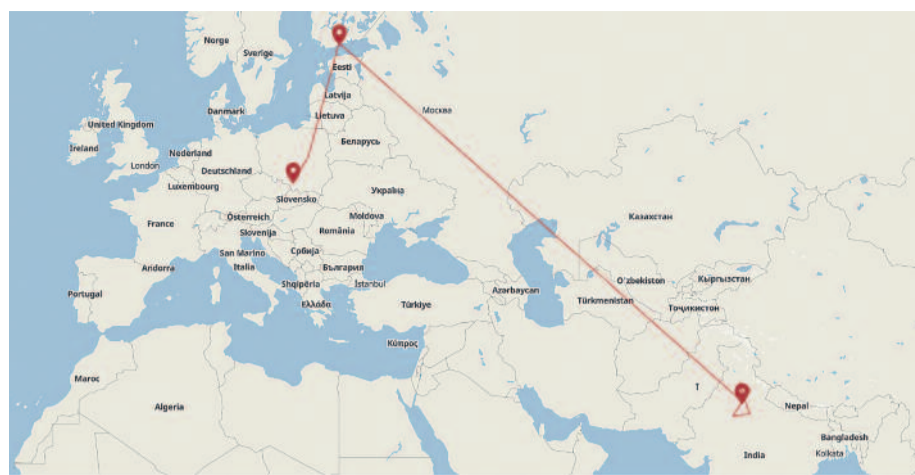 Norge
Sverige
Eesti
Latvija
Москва
Danmark
Lietuva
United Kingdom
Беларусь
Ireland
Nederland
London
Deutschland
Luxembourg
Slovensko
Україна
Österreich
Moldova
Казахстан
France
Slovenija
România
San Marino
Србија
Italia
Andorra
България
O'zbekiston
Кыргызстан
Shqipëria
İstanbul
Azərbaycan
Portugal
Ελλάδα
Türkiye
Türkmenistan
Тоҷикистон
Κύπρος
Maroc
T
Algeria
Nepal
Bangladesh
India
Kolkata